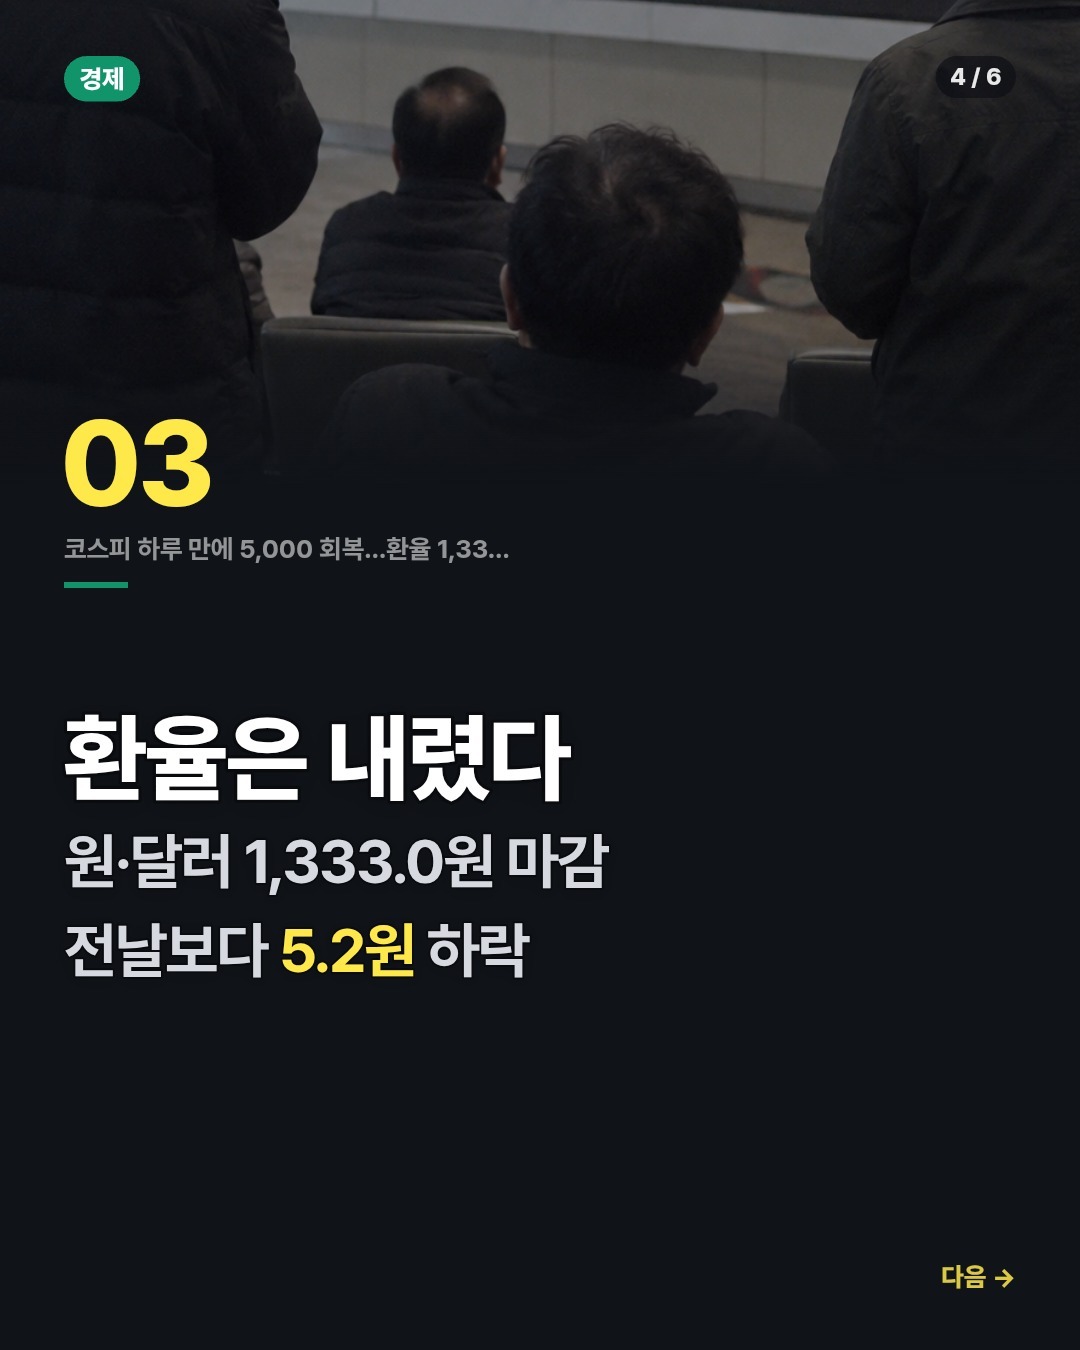 경제
4 / 6
03
코스피 하루 만에 5,000 회복…환율 1,33…
환율은 내렸다
원·달러 1,333.0원 마감
전날보다 5.2원 하락
다음 →